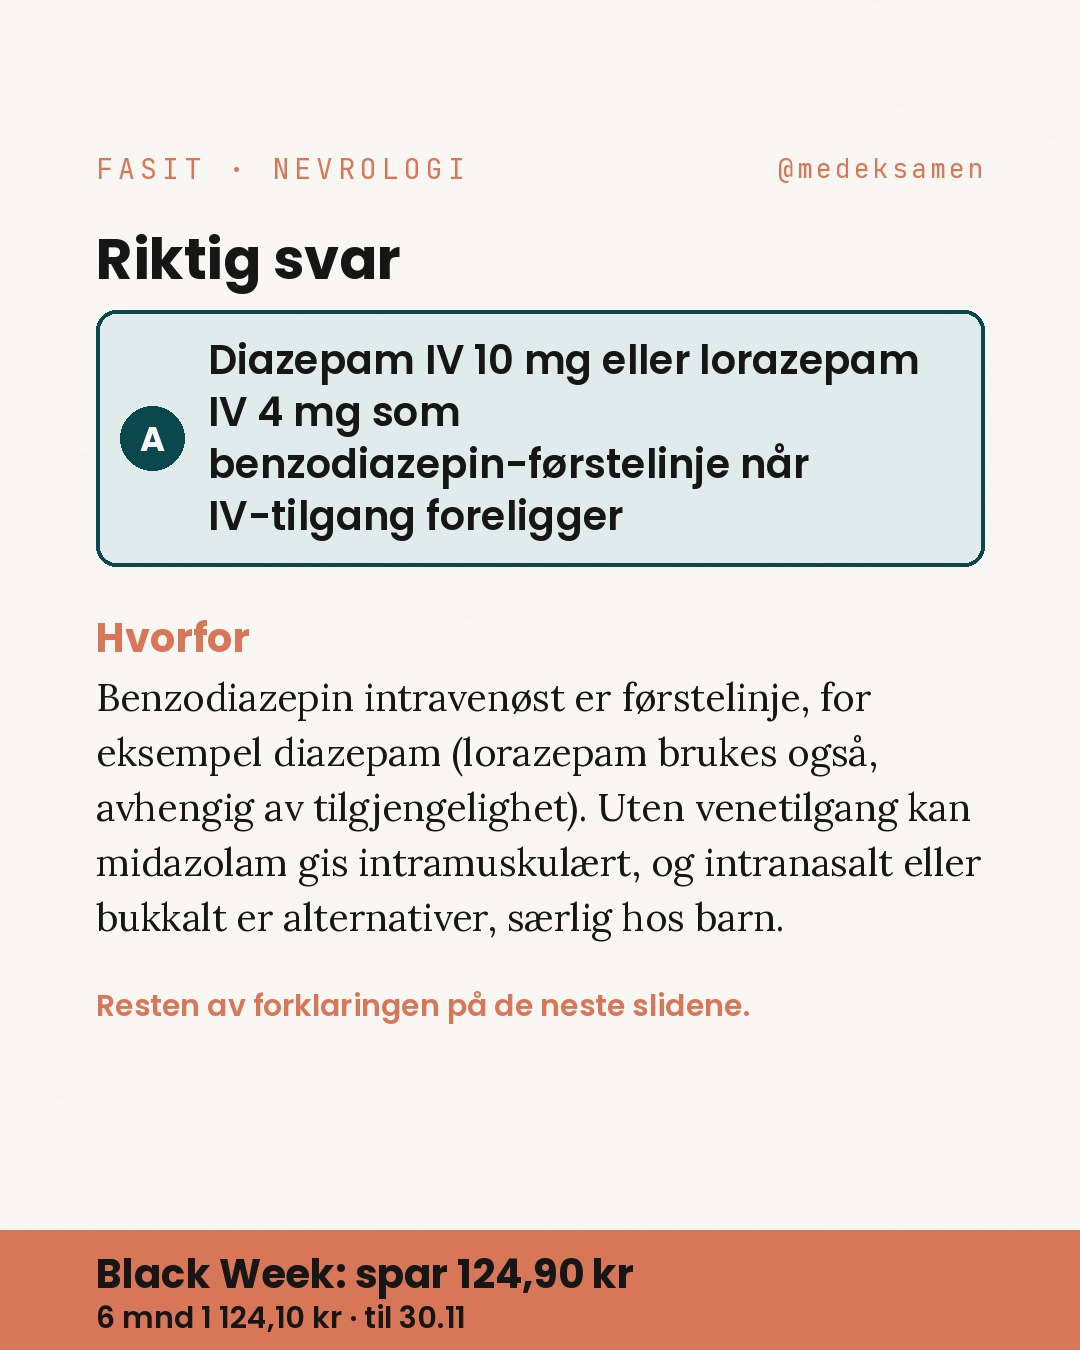 FASIT · NEVROLOGI
@medeksamen
Riktig svar
A
Diazepam IV 10 mg eller lorazepam
IV 4 mg som
benzodiazepin-førstelinje når
IV-tilgang foreligger
Hvorfor
Benzodiazepin intravenøst er førstelinje, for
eksempel diazepam (lorazepam brukes også,
avhengig av tilgjengelighet). Uten venetilgang kan
midazolam gis intramuskulært, og intranasalt eller
bukkalt er alternativer, særlig hos barn.
Resten av forklaringen på de neste slidene.
Black Week: spar 124,90 kr
6 mnd 1 124,10 kr · til 30.11